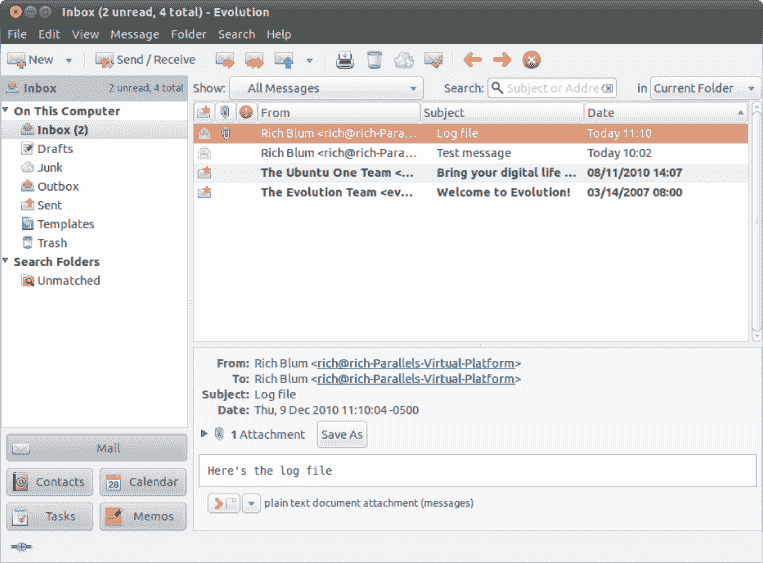 Inbox (2 unread, 4 total) - Evolution
File Edit View Message Folder Search Help
New Send / Receive
Inbox 2 unread, 4 total
Show: All Messages Search: Subject or Addre in Current Folder
On This Computer
Inbox (2)
Drafts
Junk
Outbox
Sent
Templates
Trash
Search Folders
Unmatched
From Subject Date
Rich Blum <rich@rich-Para... Log file Today 11:10
Rich Blum <rich@rich-Para... Test message Today 10:02
The Ubuntu One Team <... Bring your digital life ... 08/11/2010 14:07
The Evolution Team <ev... Welcome to Evolution! 03/14/2007 08:00
From: Rich Blum <rich@rich-Parallels-Virtual-Platform>
To: Rich Blum <rich@rich-Parallels-Virtual-Platform>
Subject: Log file
Date: Thu, 9 Dec 2010 11:10:04 -0500
1 Attachment Save As
Here's the log file
plain text document attachment (messages)
Mail
Contacts 28 Calendar
Tasks Memos